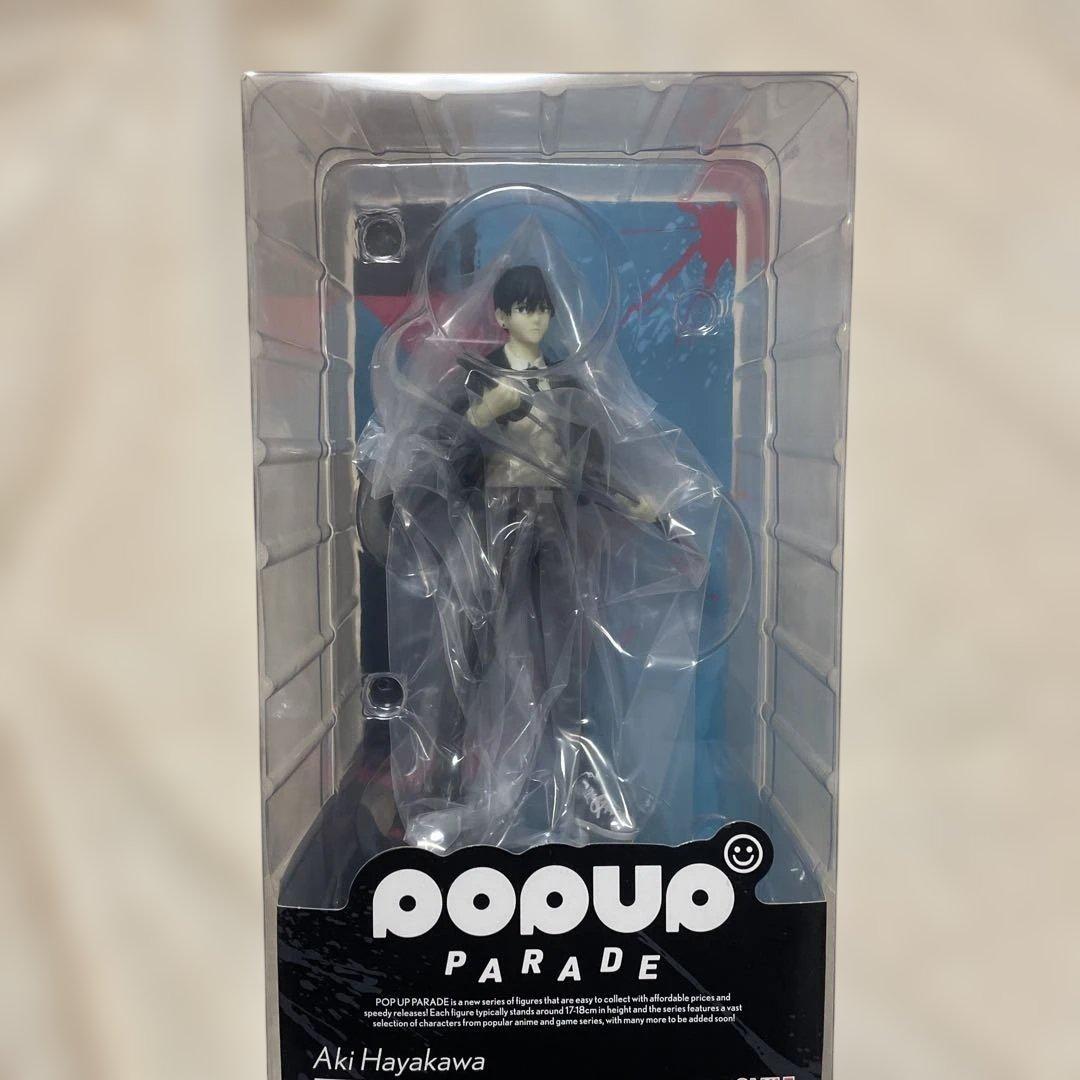 POPUP
PARADE
POP UP PARADE is a new series of figures that are easy to collect with affordable prices and
speedy releases! Each figure typically stands around 17-18cm in height and the series features a vast
selection of characters from popular anime and game series, with many more to be added soon!
Aki Hayakawa